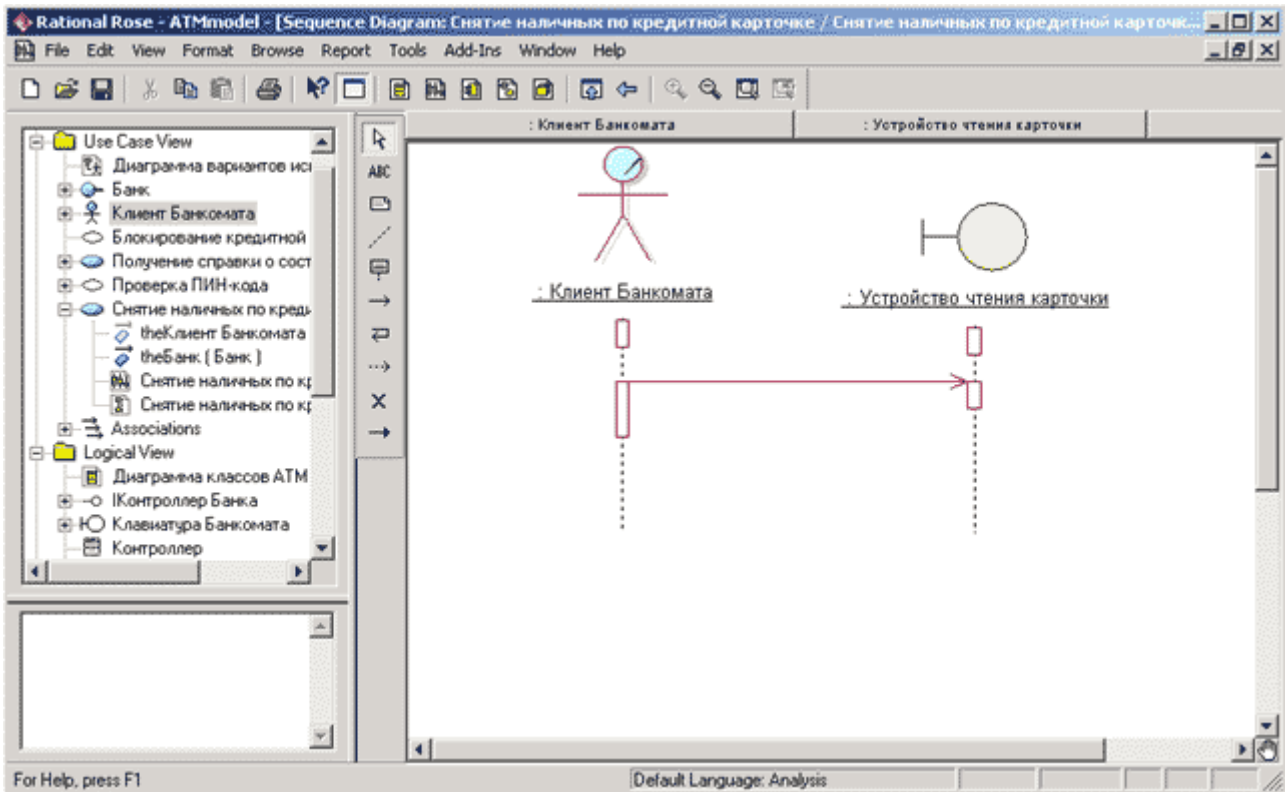 Rational Rose - ATMmodel - [Sequence Diagram: Снятие наличных по кредитной карточке / Снятие наличных по кредитной карточк...
File Edit View Format Browse Report Tools Add-Ins Window Help
: Клиент Банкомата : Устройство чтения карточки
Use Case View
Диаграмма вариантов исп
Банк
Клиент Банкомата
Блокирование кредитной
Получение справки о сост
Проверка ПИН-кода
Снятие наличных по креди
theКлиент Банкомата
theБанк ( Банк )
Снятие наличных по кр
Снятие наличных по кр
Associations
Logical View
Диаграмма классов АТМ
IКонтроллер Банка
Клавиатура Банкомата
Контроллер
ABC
: Клиент Банкомата
: Устройство чтения карточки
For Help, press F1
Default Language: Analysis